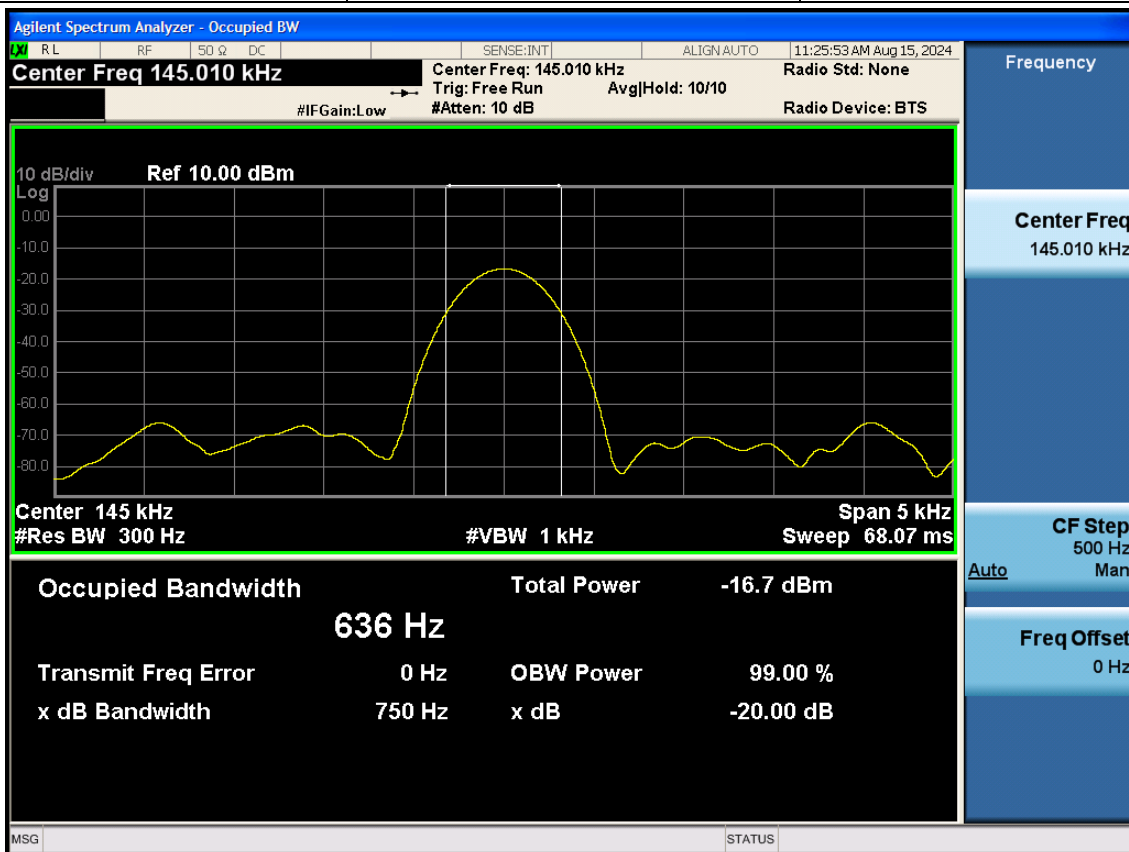 Agilent Spectrum Analyzer - Occupied BW
LXI RL RF 50 Ω DC SENSE:INT ALIGN AUTO 11:25:53 AM Aug 15, 2024
Center Freq 145.010 kHz
Center Freq: 145.010 kHz Radio Std: None
Trig: Free Run Avg|Hold: 10/10
#IFGain:Low #Atten: 10 dB Radio Device: BTS
10 dB/div Ref 10.00 dBm
Log
0.00
-10.0
-20.0
-30.0
-40.0
-50.0
-60.0
-70.0
-80.0
Center 145 kHz Span 5 kHz
#Res BW 300 Hz #VBW 1 kHz Sweep 68.07 ms
Occupied Bandwidth Total Power -16.7 dBm
636 Hz
Transmit Freq Error 0 Hz OBW Power 99.00 %
x dB Bandwidth 750 Hz x dB -20.00 dB
MSG STATUS
Frequency
Center Freq
145.010 kHz
CF Step
500 Hz
Auto Man
Freq Offset
0 Hz